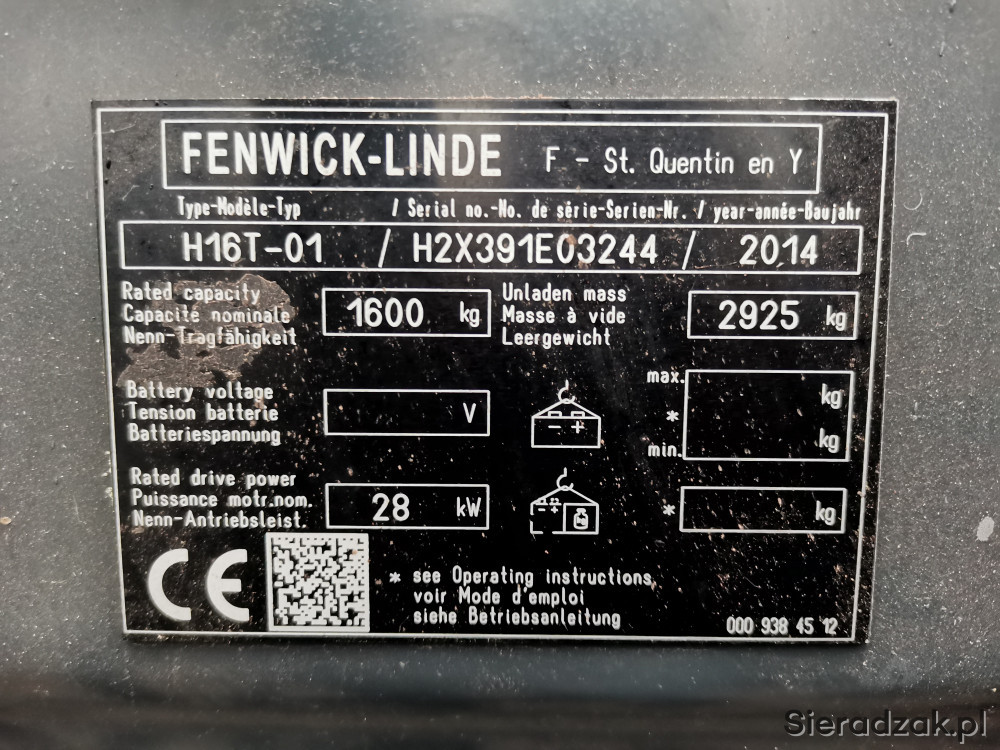 FENWICK-LINDE F - St. Quentin en Y
Type-Modèle-Typ / Serial no.-No. de série-Serien-Nr. / year-année-Baujahr
H16T-01 / H2X391E03244 / 2014
Rated capacity
Capacité nominale
Nenn-Tragfähigkeit
1600 kg
Unladen mass
Masse à vide
Leergewicht
2925 kg
Battery voltage
Tension batterie
Batteriespannung
V
- +
max. kg
*
min. kg
Rated drive power
Puissance motr.nom.
Nenn-Antriebsleist.
28 kW
- + kg
* kg
CE
* see Operating instructions
voir Mode d'emploi
siehe Betriebsanleitung
000 938 45 12
Sieradzak.pl